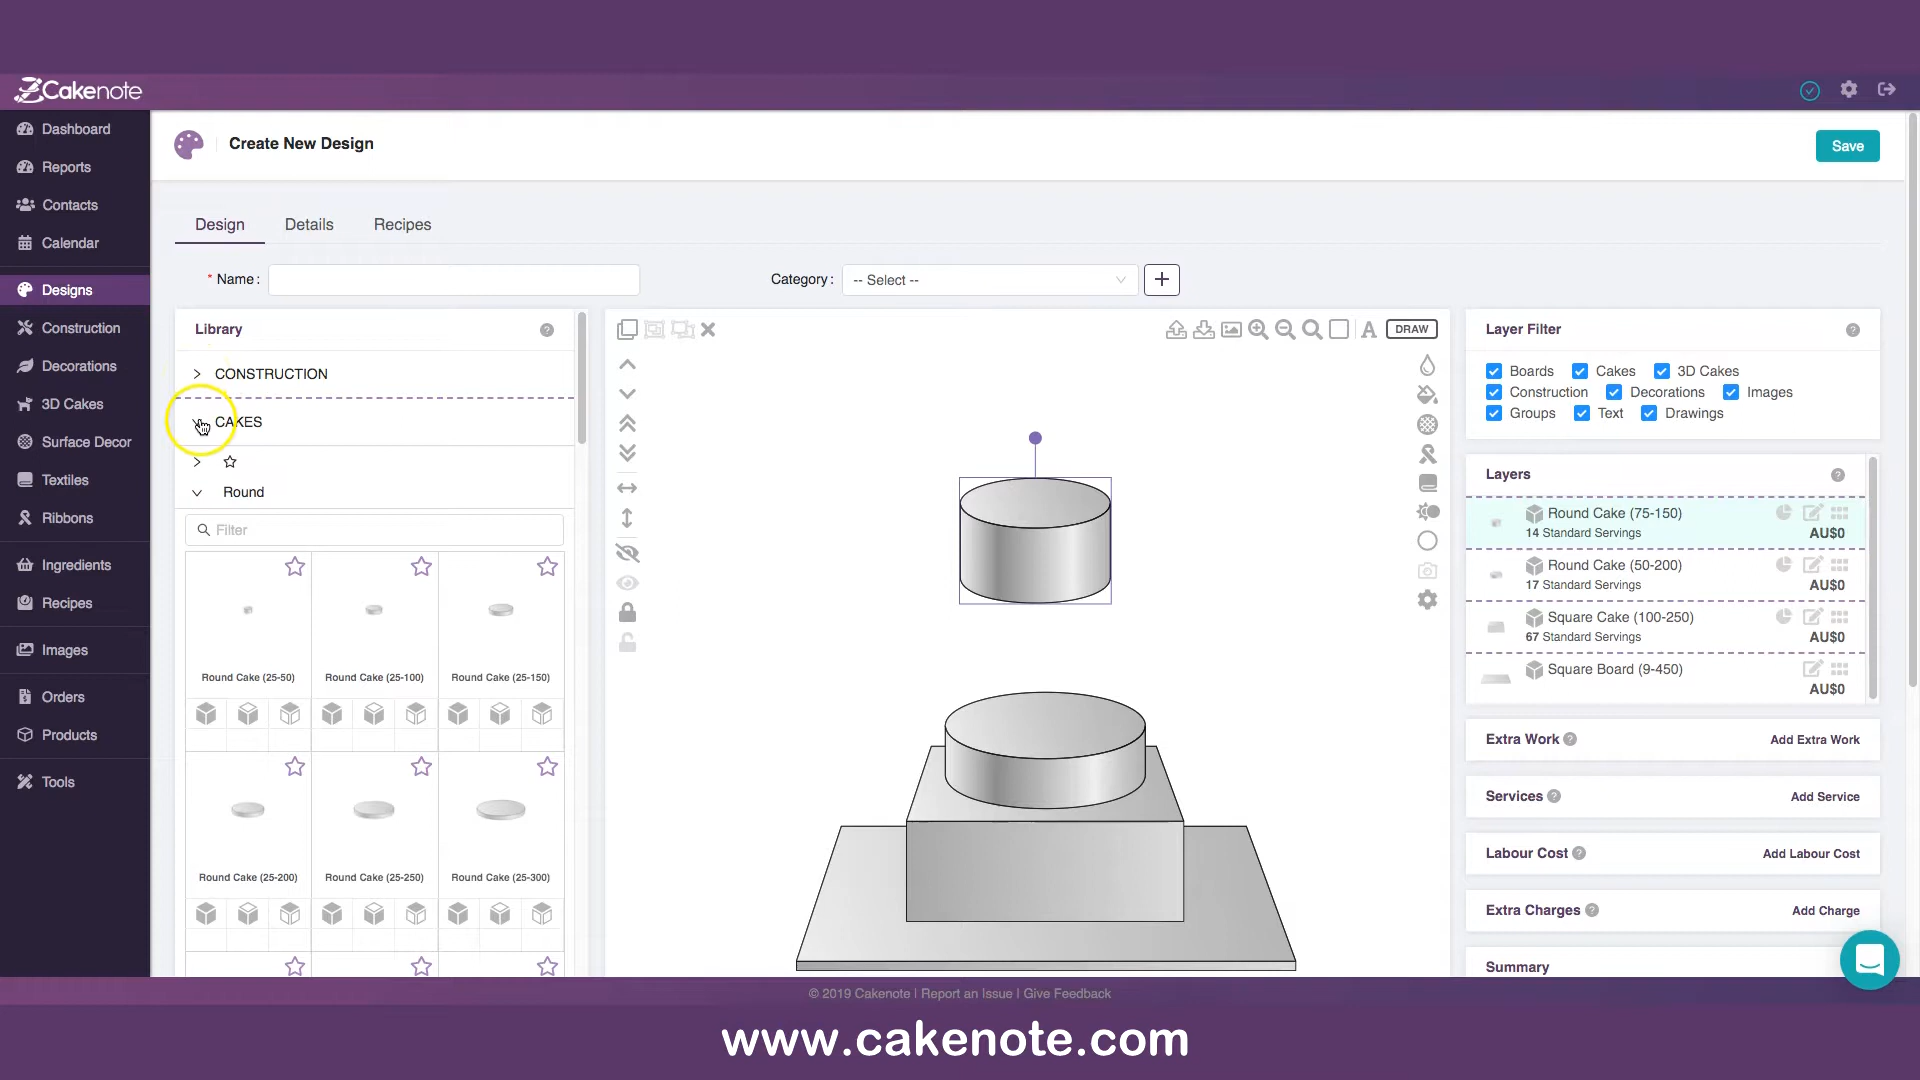 Cakenote
Dashboard
Reports
Contacts
Calendar
Designs
Construction
Decorations
3D Cakes
Surface Decor
Textiles
Ribbons
Ingredients
Recipes
Images
Orders
Products
Tools
Create New Design
Save
Design Details Recipes
* Name :
Category : -- Select --
Library
CONSTRUCTION
CAKES
Round
Filter
Round Cake (25-50) Round Cake (25-100) Round Cake (25-150)
Round Cake (25-200) Round Cake (25-250) Round Cake (25-300)
A DRAW
Layer Filter
Boards Cakes 3D Cakes
Construction Decorations Images
Groups Text Drawings
Layers
Round Cake (75-150)
14 Standard Servings AU$0
Round Cake (50-200)
17 Standard Servings AU$0
Square Cake (100-250)
67 Standard Servings AU$0
Square Board (9-450)
AU$0
Extra Work Add Extra Work
Services Add Service
Labour Cost Add Labour Cost
Extra Charges Add Charge
Summary
© 2019 Cakenote | Report an Issue | Give Feedback
www.cakenote.com